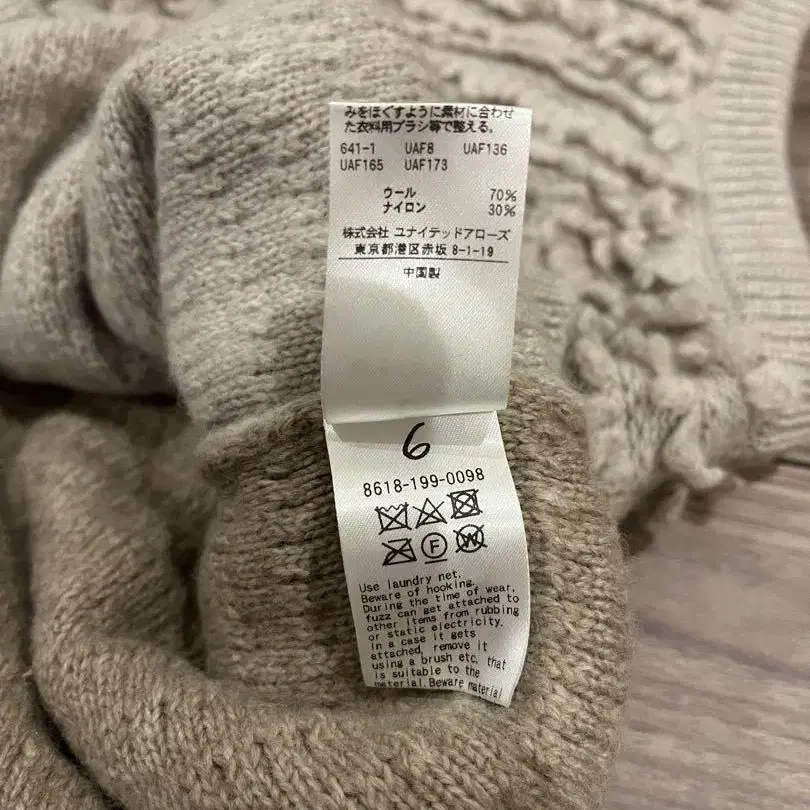 みをほぐすように素材に合わせ
た衣料用ブラシ等で整える。
641-1 UAF8 UAF136
UAF165 UAF173
ウール 70%
ナイロン 30%
株式会社 ユナイテッドアローズ
東京都港区赤坂 8-1-19
中国製
6
8618-199-0098
F
W
Use laundry net.
Beware of hooking.
During the time of wear,
fuzz can get attached to
other items from rubbing
or static electricity.
in a case it gets
attached, remove it
using a brush etc. that
is suitable to the
material.Beware material